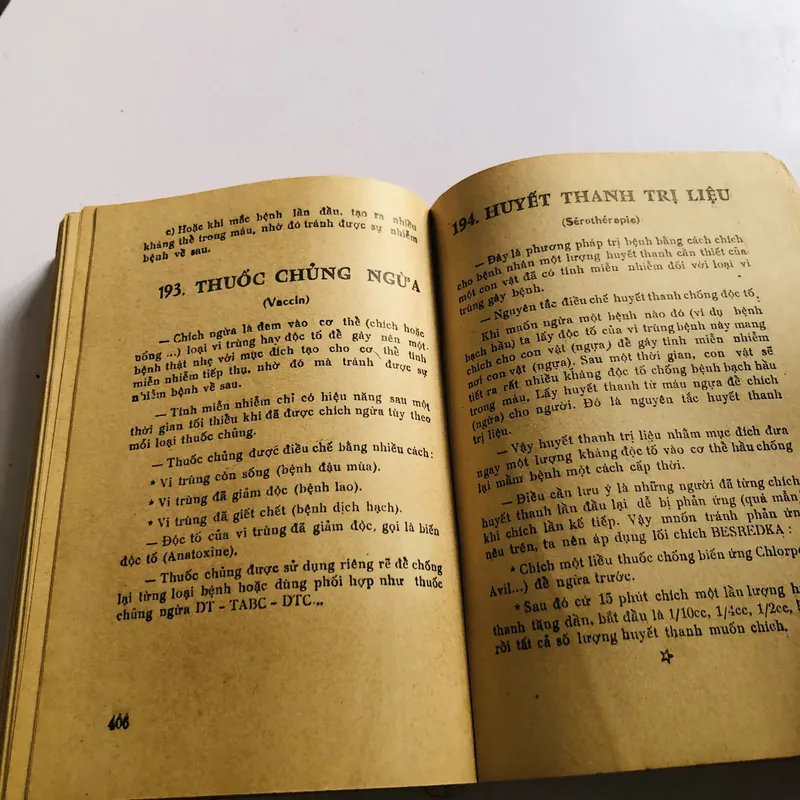 c) Hoặc khi mắc bệnh lần đầu, tạo ra nhiều
kháng thể trong máu, nhờ đó tránh được sự nhiễm
bệnh về sau.
193. THUỐC CHỦNG NGỪA
(Vaccin)
— Chích ngừa là đem vào cơ thể (chích hoặc
uống ...) loại vi trùng hay độc tố để gây nên một
bệnh thật nhẹ với mục đích tạo cho cơ thể tính
miễn nhiễm tiếp thụ, nhờ đó mà tránh được sự
nhiễm bệnh về sau.
— Tính miễn nhiễm chỉ có hiệu năng sau một
thời gian tối thiểu khi đã được chích ngừa tùy theo
mỗi loại thuốc chủng.
— Thuốc chủng được điều chế bằng nhiều cách:
* Vi trùng còn sống (bệnh đậu mùa).
* Vi trùng đã giảm độc (bệnh lao).
* Vi trùng đã giết chết (bệnh dịch hạch).
— Độc tố của vi trùng đã giảm độc, gọi là biến
độc tố (Anatoxine).
— Thuốc chủng được sử dụng riêng rẽ để chống
lại từng loại bệnh hoặc dùng phối hợp như thuốc
chủng ngừa DT - TABC - DTC...
406
194. HUYẾT THANH TRỊ LIỆU
(Sérothérapie)
— Đây là phương pháp trị bệnh bằng cách chích
cho bệnh nhân một lượng huyết thanh cần thiết của
một con vật đã có tính miễn nhiễm đối với loại vi
trùng gây bệnh.
— Nguyên tắc điều chế huyết thanh chống độc tố.
Khi muốn ngừa một bệnh nào đó (ví dụ bệnh
bạch hầu) ta lấy độc tố của vi trùng bệnh này mang
chích cho con vật (ngựa) để gây tính miễn nhiễm
nơi con vật (ngựa). Sau một thời gian, con vật sẽ
tiết ra rất nhiều kháng độc tố chống bệnh bạch hầu
trong máu. Lấy huyết thanh từ máu ngựa để chích
(ngừa) cho người. Đó là nguyên tắc huyết thanh
trị liệu.
— Vậy huyết thanh trị liệu nhằm mục đích đưa
ngay một lượng kháng độc tố vào cơ thể hầu chống
lại mầm bệnh một cách cấp thời.
— Điều cần lưu ý là những người đã từng chích
huyết thanh lần đầu lại dễ bị phản ứng (quá mẫn)
khi chích lần kế tiếp. Vậy muốn tránh phản ứng
nêu trên, ta nên áp dụng lối chích BESREDKA :
* Chích một liều thuốc chống biến ứng Chlorpe
Avil...) để ngừa trước.
* Sau đó cứ 15 phút chích một lần lượng h
thanh tăng dần, bắt đầu là 1/10cc, 1/4cc, 1/2cc,
rồi tất cả số lượng huyết thanh muốn chích.